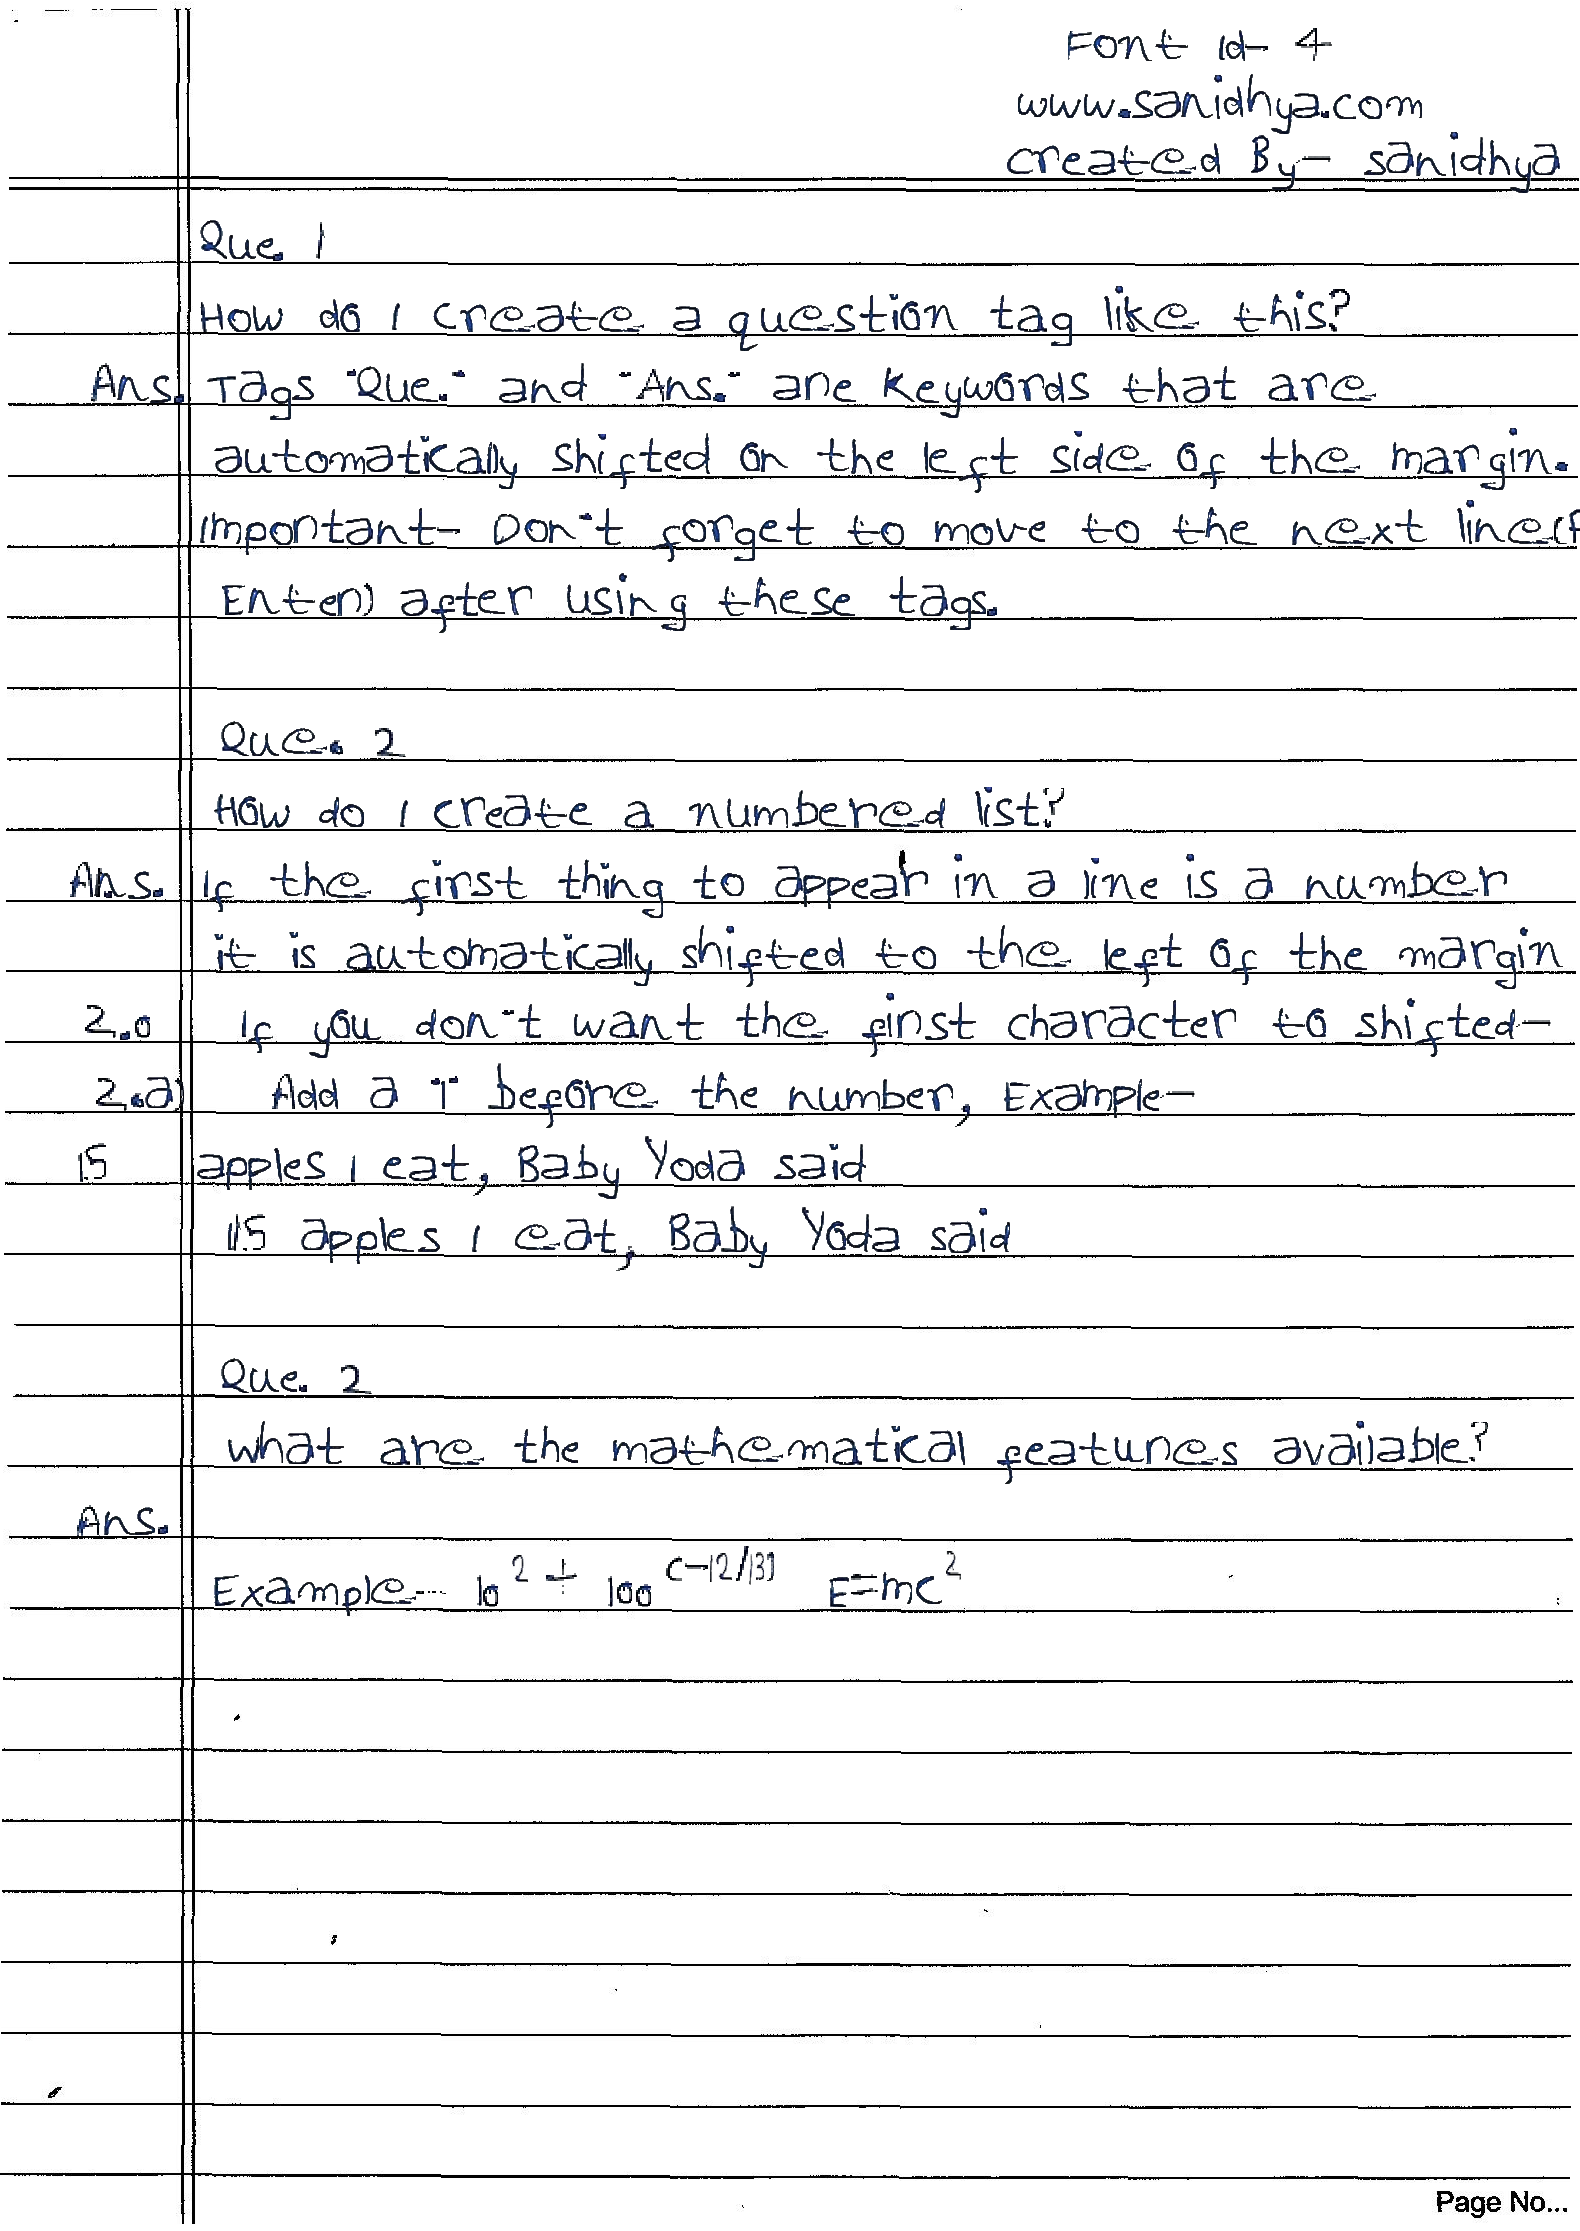 Font Id- 4
www.sanidhya.com
created By- sanidhya
Que. 1
How do I create a question tag like this?
Ans. Tags "Que." and "Ans." are keywords that are
automatically shifted on the left side of the margin.
Important- Don't forget to move to the next line(
Enter) after using these tags.
Que. 2
How do I create a numbered list?
Ans. If the first thing to appear in a line is a number
it is automatically shifted to the left of the margin
2.0 If you don't want the first character to shifted-
2.a) Add a "|" before the number, Example-
15 apples I eat, Baby Yoda said
|15 apples I eat, Baby Yoda said
Que. 2
what are the mathematical features available?
Ans.
Example- 10² ÷ 100^(-12/13) E=mc²
Page No...